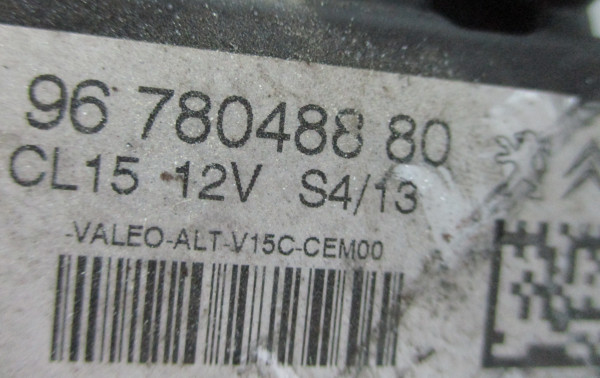 96 780488 80
CL15 12V S4/13
-VALEO-ALT-V15C-CEM00